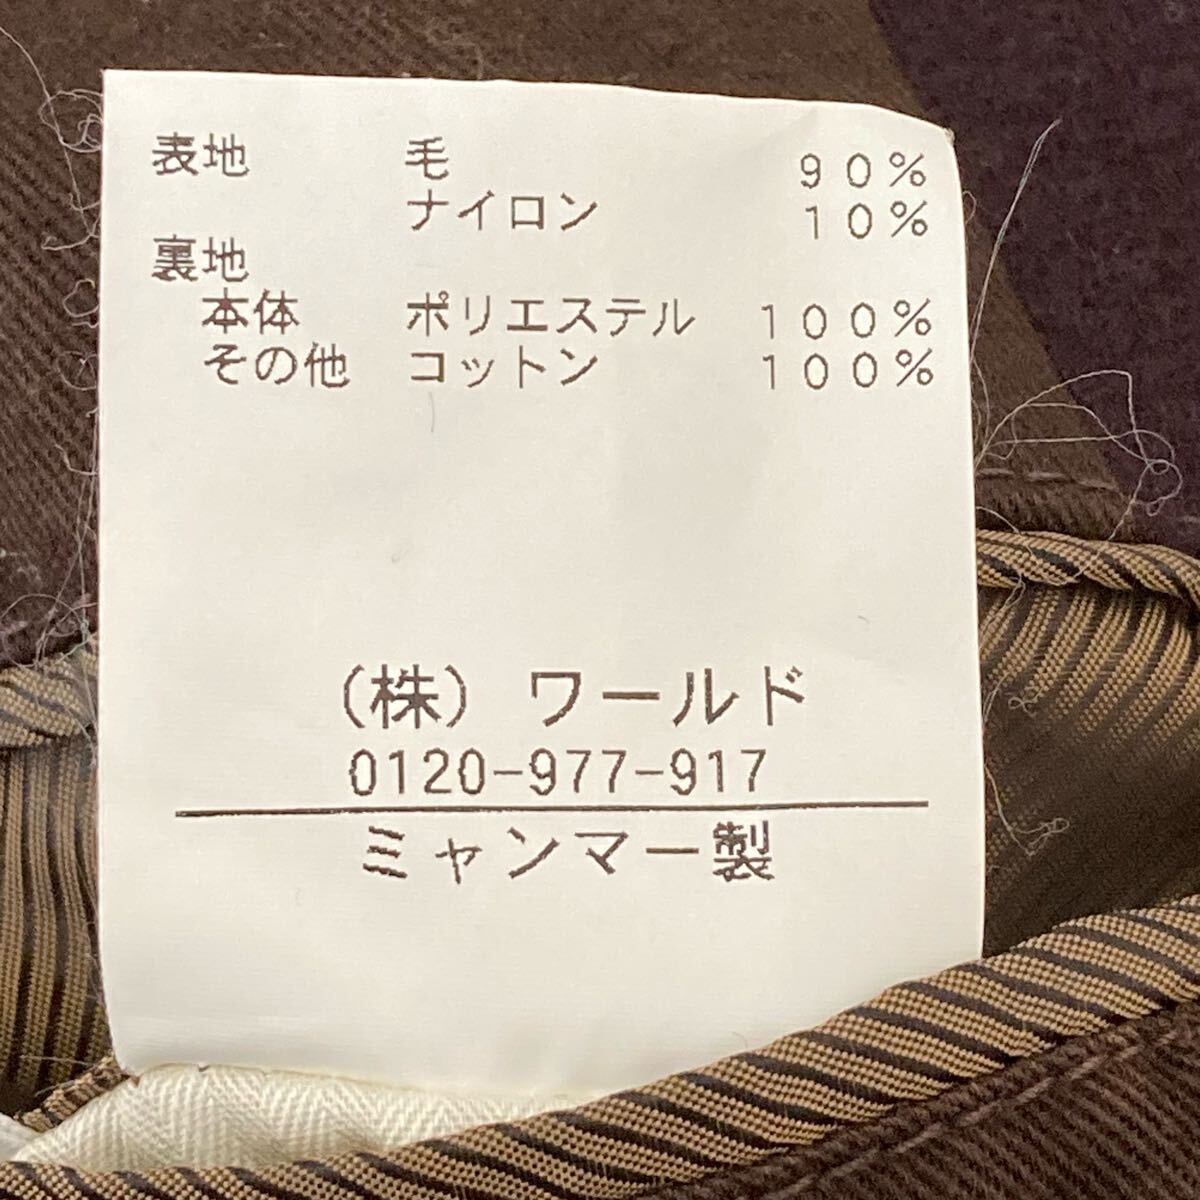 表地 毛 90%
ナイロン 10%
裏地
本体 ポリエステル 100%
その他 コットン 100%
(株) ワールド
0120-977-917
ミャンマー製